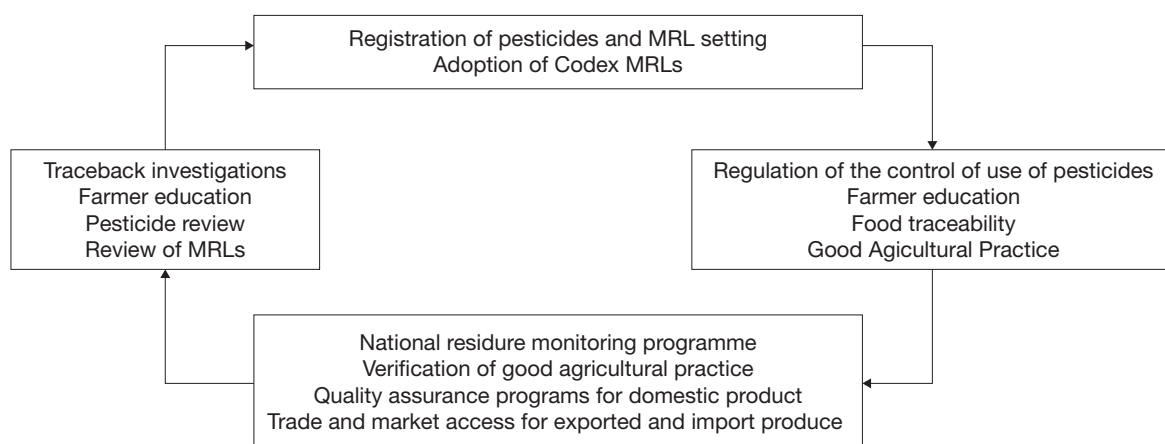 Registration of pesticides and MRL setting
Adoption of Codex MRLs
Traceback investigations
Farmer education
Pesticide review
Review of MRLs
Regulation of the control of use of pesticides
Farmer education
Food traceability
Good Agicultural Practice
National residure monitoring programme
Verification of good agricultural practice
Quality assurance programs for domestic product
Trade and market access for exported and import produce